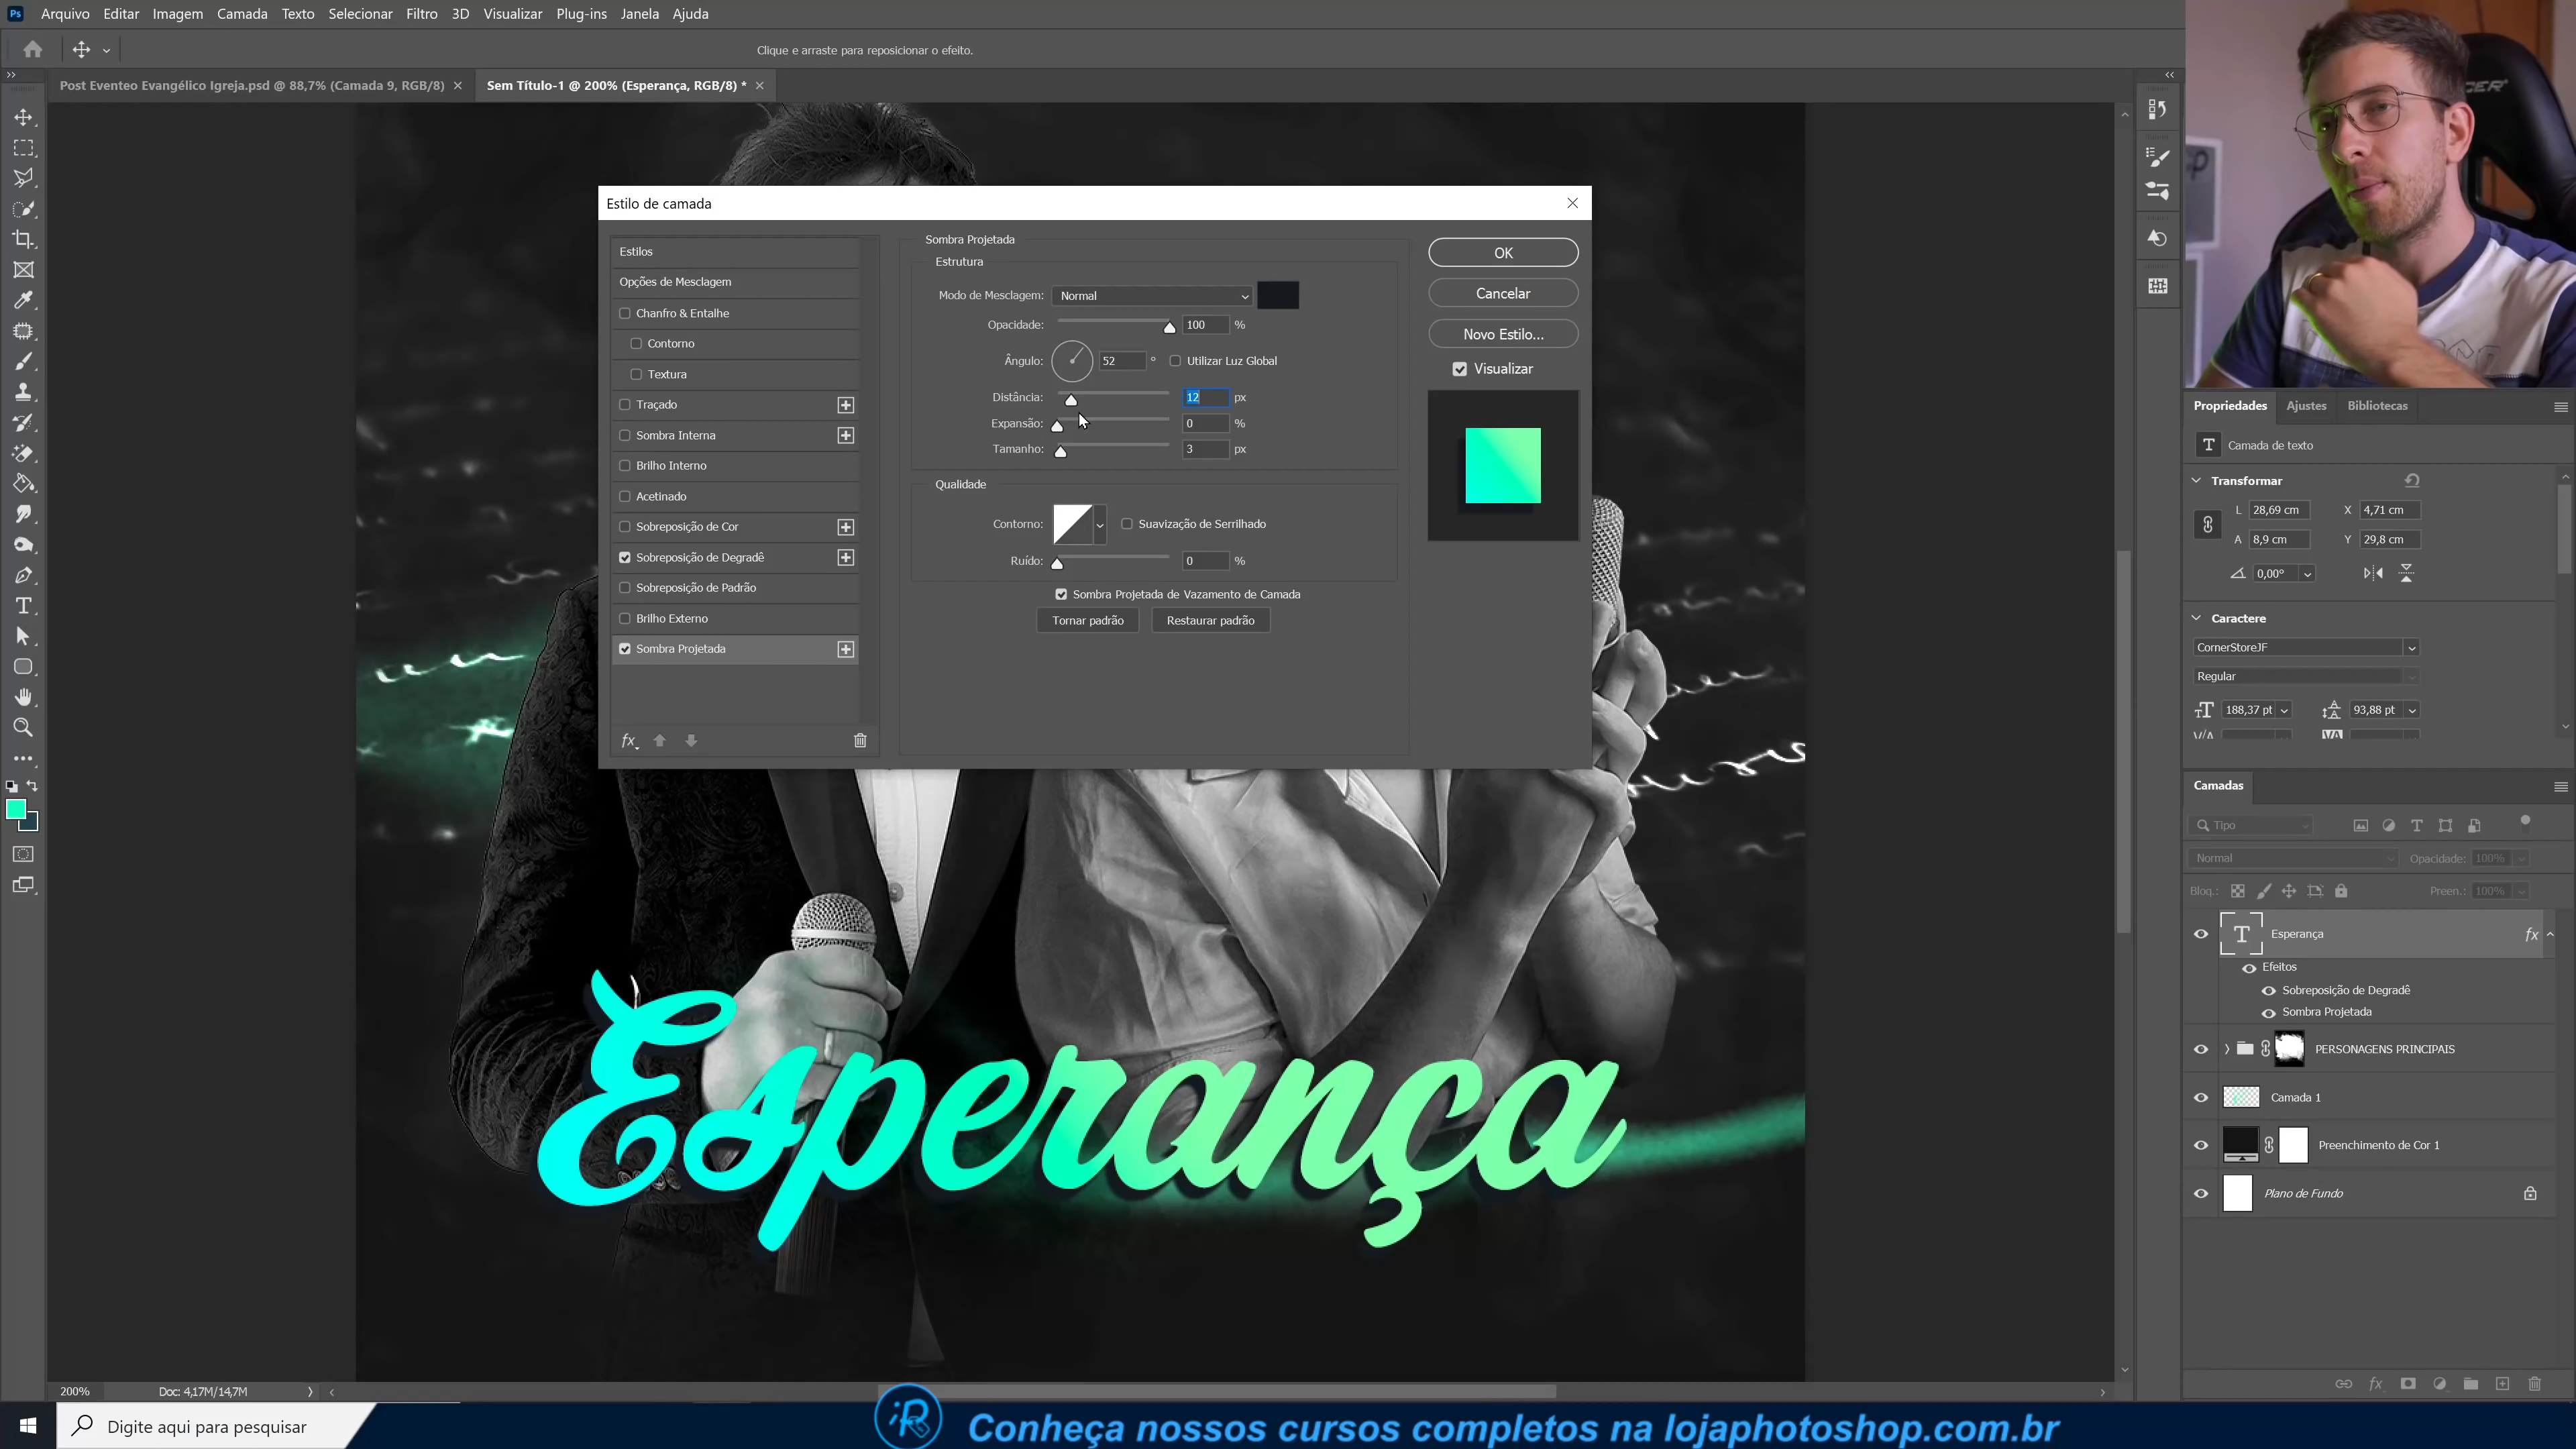 Ps Arquivo Editar Imagem Camada Texto Selecionar Filtro 3D Visualizar Plug-ins Janela Ajuda
Clique e arraste para reposicionar o efeito.
Post Eventeo Evangélico Igreja.psd @ 88,7% (Camada 9, RGB/8)
Sem Título-1 @ 200% (Esperança, RGB/8) *
Estilo de camada
Estilos
Opções de Mesclagem
Chanfro & Entalhe
Contorno
Textura
Traçado
Sombra Interna
Brilho Interno
Acetinado
Sobreposição de Cor
Sobreposição de Degradê
Sobreposição de Padrão
Brilho Externo
Sombra Projetada
fx
Sombra Projetada
Estrutura
Modo de Mesclagem: Normal
Opacidade: 100 %
Ângulo: 52 ° Utilizar Luz Global
Distância: 12 px
Expansão: 0 %
Tamanho: 3 px
Qualidade
Contorno: Suavização de Serrilhado
Ruído: 0 %
Sombra Projetada de Vazamento de Camada
Tornar padrão Restaurar padrão
OK
Cancelar
Novo Estilo...
Visualizar
Esperança
Propriedades Ajustes Bibliotecas
T Camada de texto
Transformar
L 28,69 cm X 4,71 cm
A 8,9 cm Y 29,8 cm
0,00°
Caractere
CornerStoreJF
Regular
188,37 pt 93,88 pt
Camadas
Tipo
Normal Opacidade: 100%
Bloq.: Preen.: 100%
T Esperança fx
Efeitos
Sobreposição de Degradê
Sombra Projetada
PERSONAGENS PRINCIPAIS
Camada 1
Preenchimento de Cor 1
Plano de Fundo
fx
200% Doc: 4,17M/14,7M
Digite aqui para pesquisar
iR Conheça nossos cursos completos na lojaphotoshop.com.br